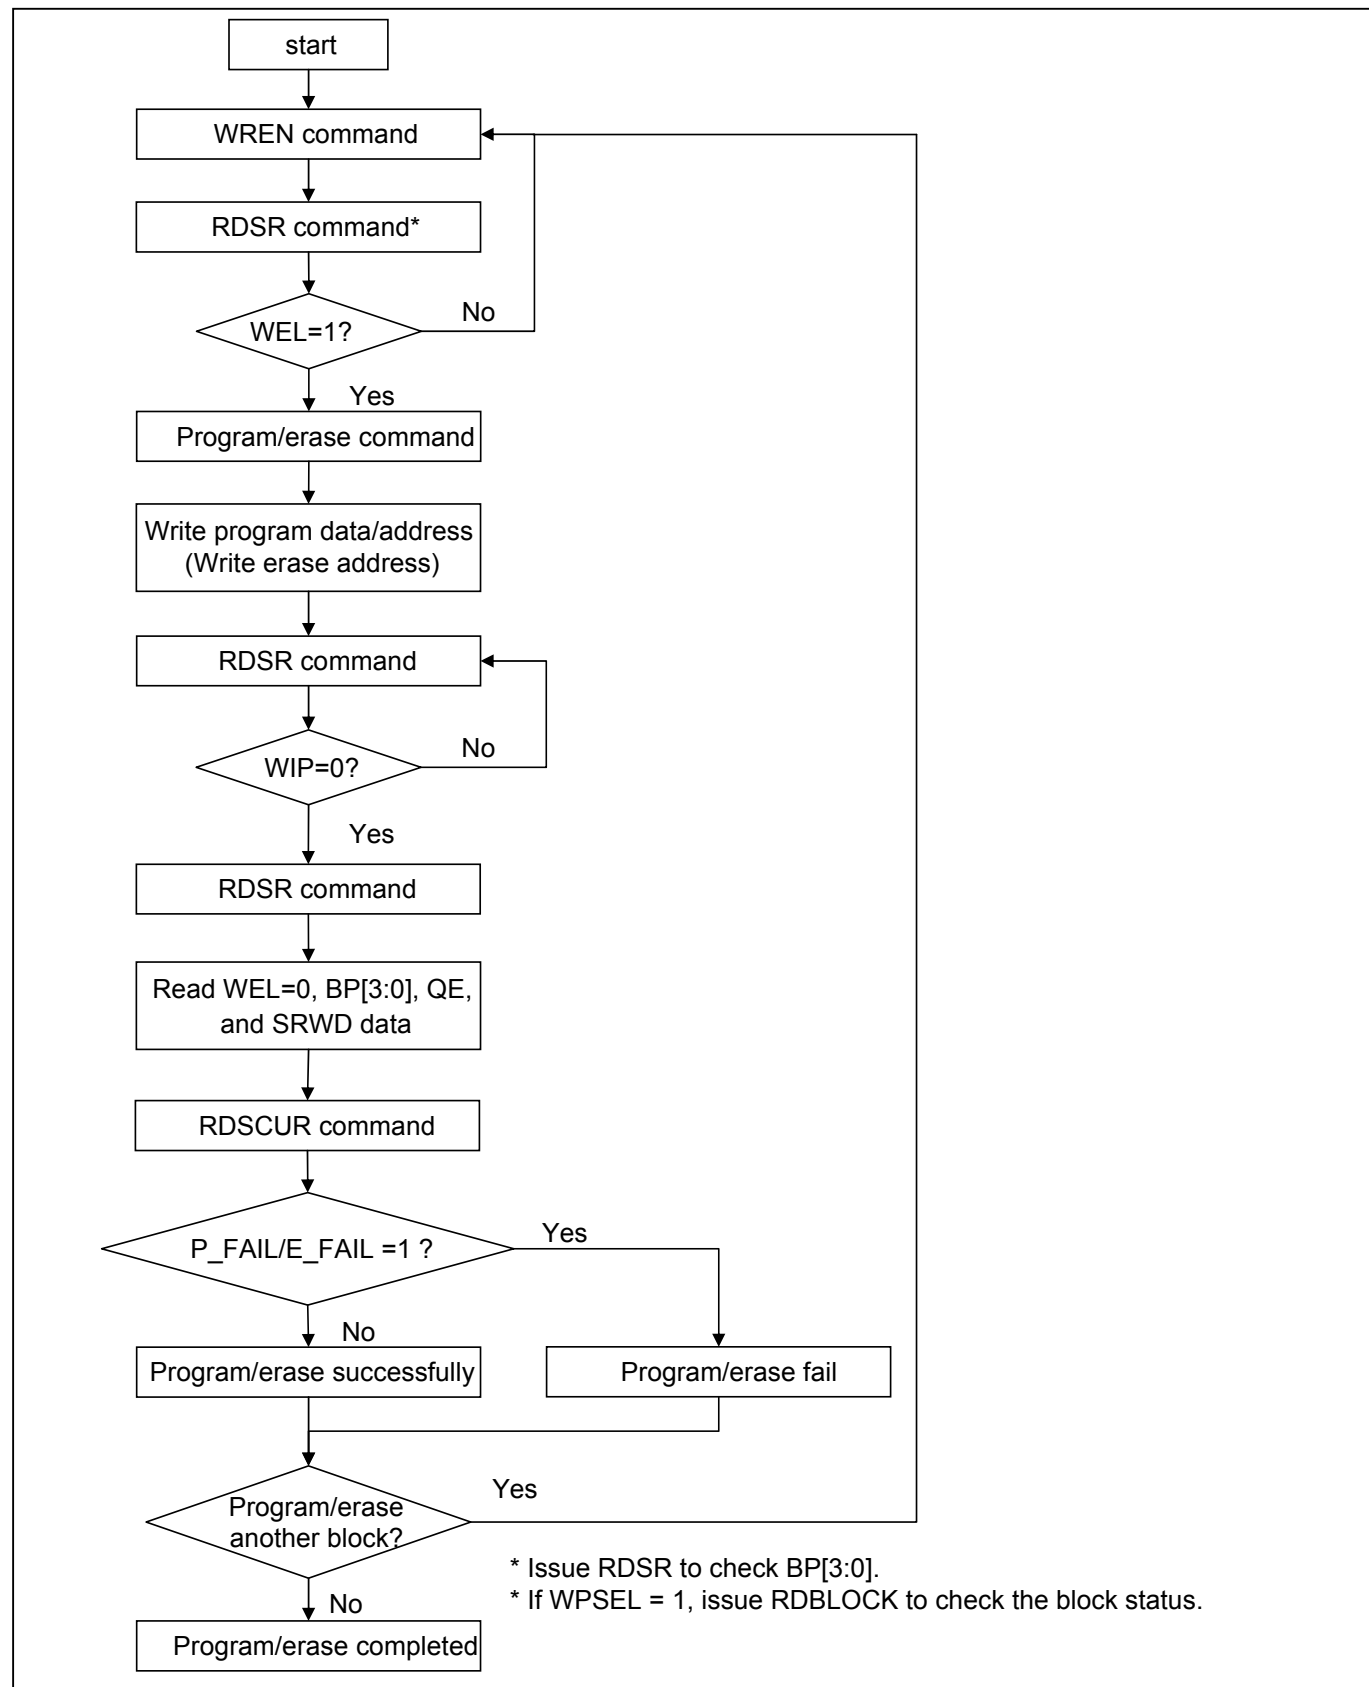 start
WREN command
RDSR command*
WEL=1?
No
Yes
Program/erase command
Write program data/address
(Write erase address)
RDSR command
WIP=0?
No
Yes
RDSR command
Read WEL=0, BP[3:0], QE,
and SRWD data
RDSCUR command
P_FAIL/E_FAIL =1 ?
Yes
No
Program/erase successfully
Program/erase fail
Program/erase
another block?
Yes
No
* Issue RDSR to check BP[3:0].
* If WPSEL = 1, issue RDBLOCK to check the block status.
Program/erase completed